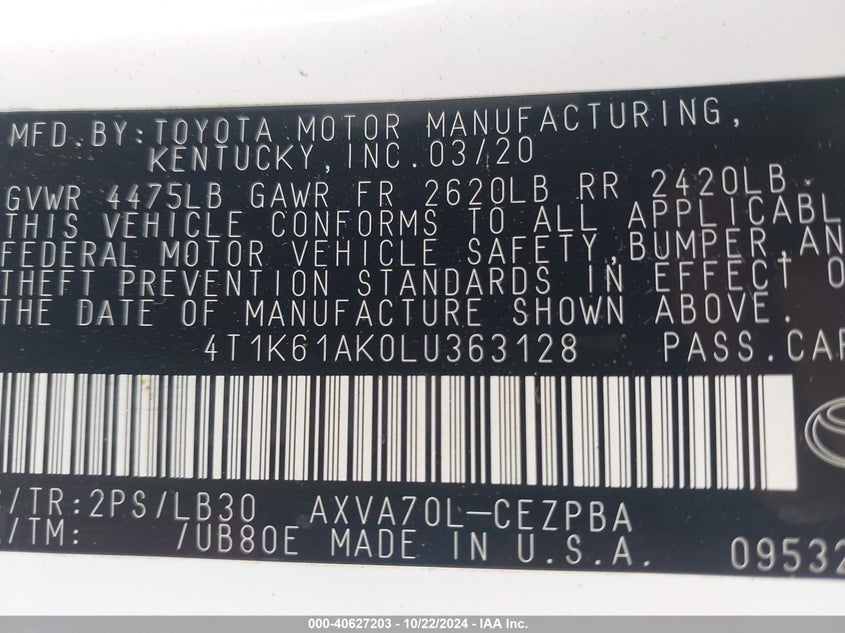 MFD.BY:TOYOTA MOTOR MANUFACTURING,
KENTUCKY,INC.03/20
GVWR 4475LB GAWR FR 2620LB RR 2420LB
THIS VEHICLE CONFORMS TO ALL APPLICABL
FEDERAL MOTOR VEHICLE SAFETY,BUMPER,AN
THEFT PREVENTION STANDARDS IN EFFECT O
THE DATE OF MANUFACTURE SHOWN ABOVE.
4T1K61AK0LU363128 PASS.CAR
C/TR:2PS/LB30 AXVA70L-CEZPBA
A/TM: /UB80E MADE IN U.S.A. 09532
000-40627203 - 10/22/2024 - IAA Inc.